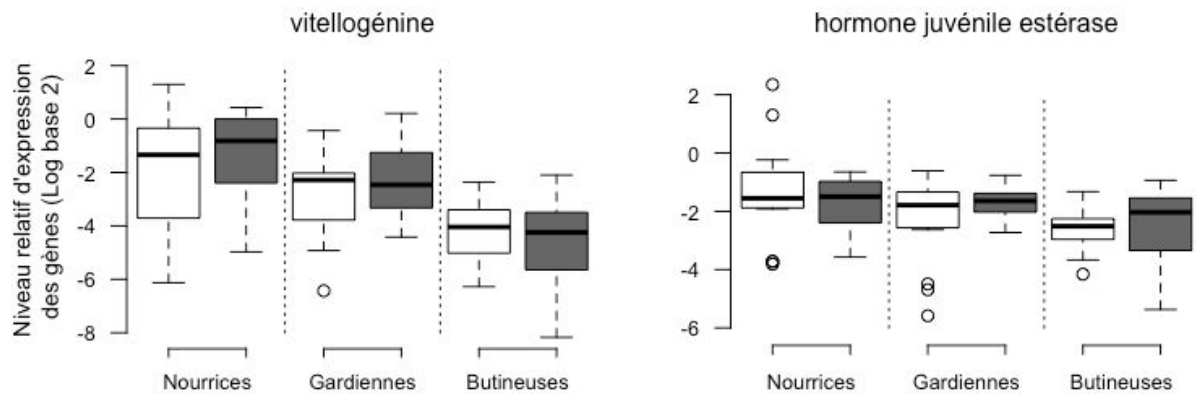 vitellogénine
Niveau relatif d'expression
des gènes (Log base 2)
2
0
-2
-4
-6
-8
Nourrices
Gardiennes
Butineuses
hormone juvénile estérase
2
0
-2
-4
-6
Nourrices
Gardiennes
Butineuses